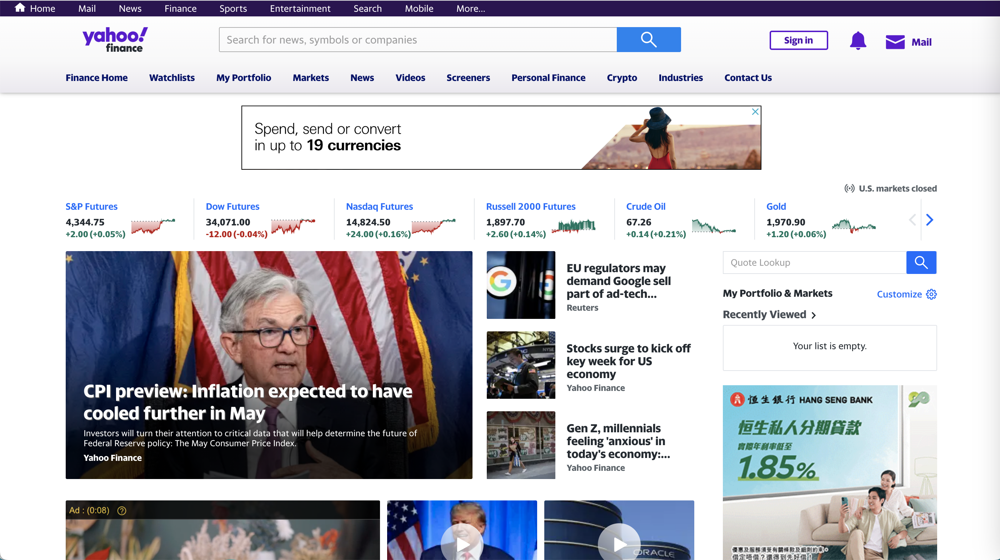 Home Mail News Finance Sports Entertainment Search Mobile More...
yahoo!
finance
Search for news, symbols or companies
Sign in
Mail
Finance Home Watchlists My Portfolio Markets News Videos Screeners Personal Finance Crypto Industries Contact Us
Spend, send or convert
in up to 19 currencies
U.S. markets closed
S&P Futures
4,344.75
+2.00 (+0.05%)
Dow Futures
34,071.00
-12.00 (-0.04%)
Nasdaq Futures
14,824.50
+24.00 (+0.16%)
Russell 2000 Futures
1,897.70
+2.60 (+0.14%)
Crude Oil
67.26
+0.14 (+0.21%)
Gold
1,970.90
+1.20 (+0.06%)
CPI preview: Inflation expected to have
cooled further in May
Investors will turn their attention to critical data that will help determine the future of
Federal Reserve policy: The May Consumer Price Index.
Yahoo Finance
EU regulators may
demand Google sell
part of ad-tech...
Reuters
NYSE
Stocks surge to kick off
key week for US
economy
Yahoo Finance
Gen Z, millennials
feeling 'anxious' in
today's economy:...
Yahoo Finance
Quote Lookup
My Portfolio & Markets
Customize
Recently Viewed
Your list is empty.
恒生銀行 HANG SENG BANK
90
恒生私人分期貸款
實際年利率低至
1.85%
優惠及服務須受有關條款及細則約束。
借定唔借？還得到先好借！
Ad : (0:08)
ORACLE